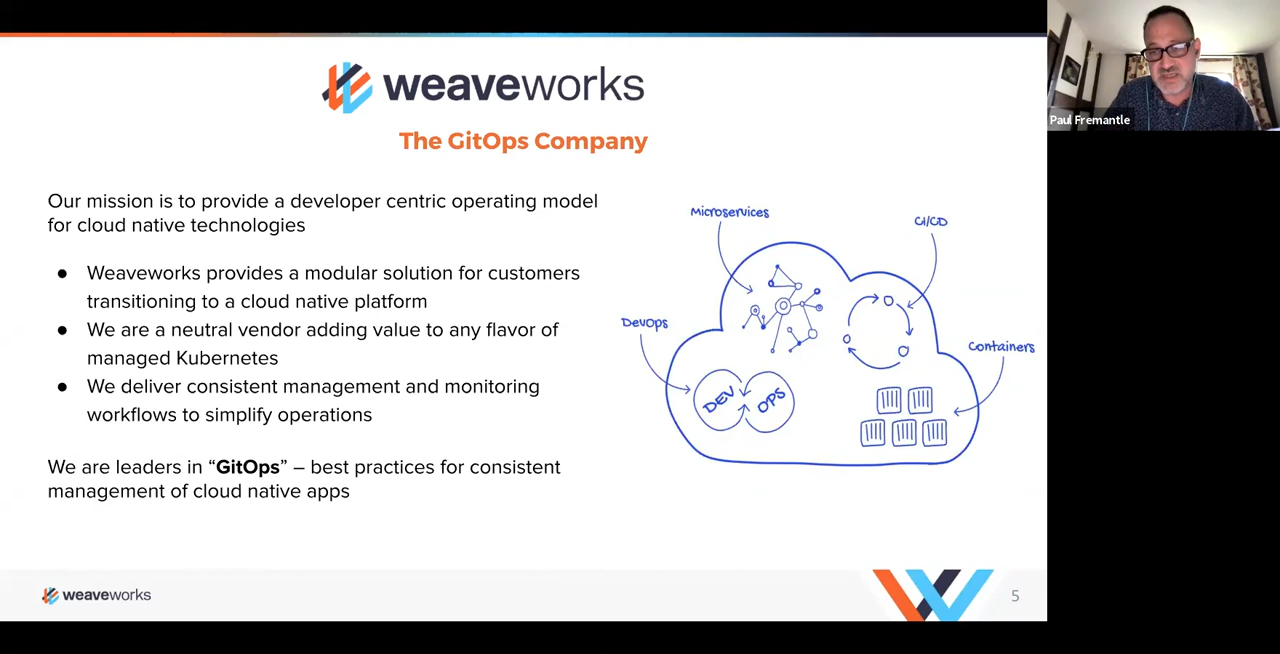 weaveworks
The GitOps Company
Our mission is to provide a developer centric operating model
for cloud native technologies
● Weaveworks provides a modular solution for customers
transitioning to a cloud native platform
● We are a neutral vendor adding value to any flavor of
managed Kubernetes
● We deliver consistent management and monitoring
workflows to simplify operations
We are leaders in “GitOps” – best practices for consistent
management of cloud native apps
Microservices
CI/CD
DevOps
Containers
DEV
OPS
weaveworks
5
Paul Fremantle